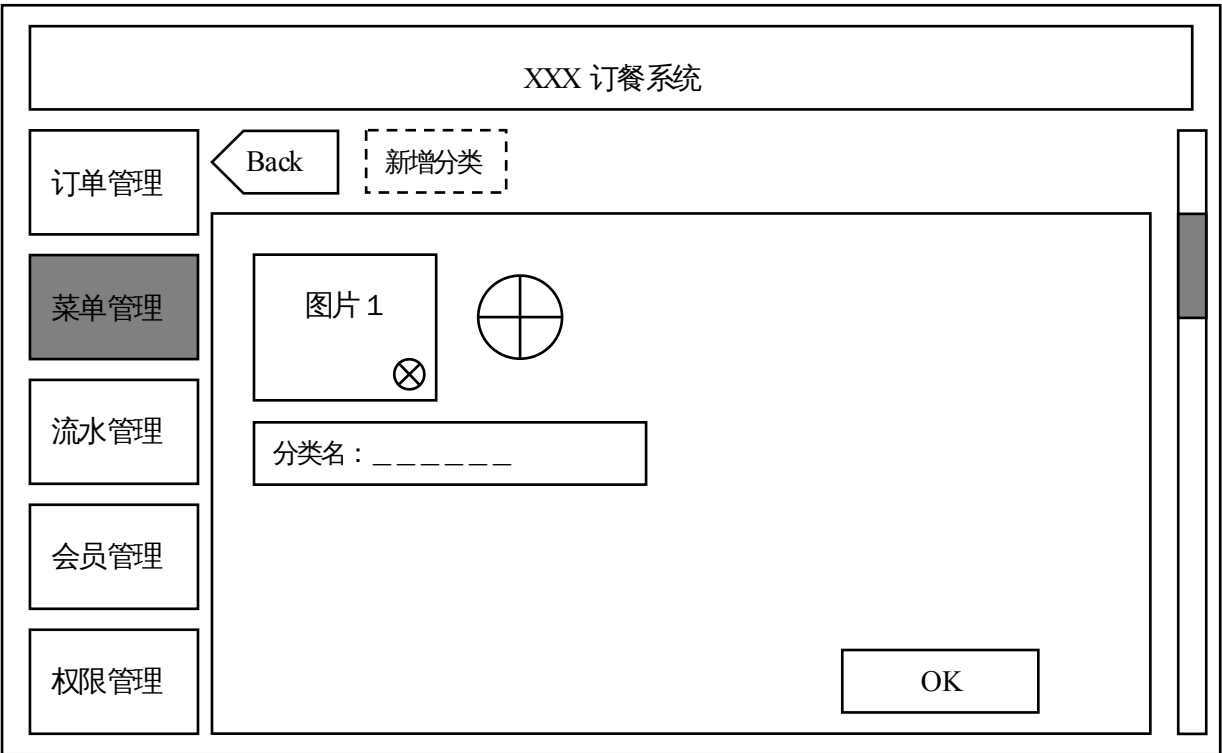 XXX 订餐系统
订单管理
Back
新增分类
菜单管理
图片１
流水管理
分类名：＿＿＿＿＿＿
会员管理
权限管理
OK